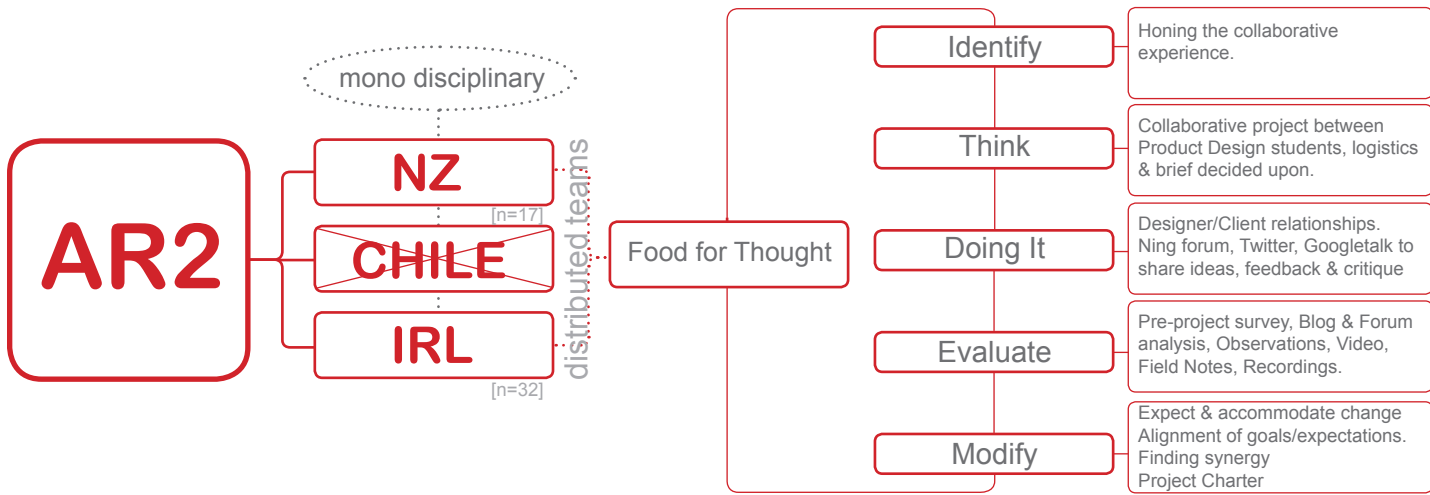 AR2
mono disciplinary
NZ
[n=17]
CHILE
IRL
[n=32]
distributed teams
Food for Thought
Identify
Honing the collaborative
experience.
Think
Collaborative project between
Product Design students, logistics
& brief decided upon.
Doing It
Designer/Client relationships.
Ning forum, Twitter, Googletalk to
share ideas, feedback & critique
Evaluate
Pre-project survey, Blog & Forum
analysis, Observations, Video,
Field Notes, Recordings.
Modify
Expect & accommodate change
Alignment of goals/expectations.
Finding synergy
Project Charter